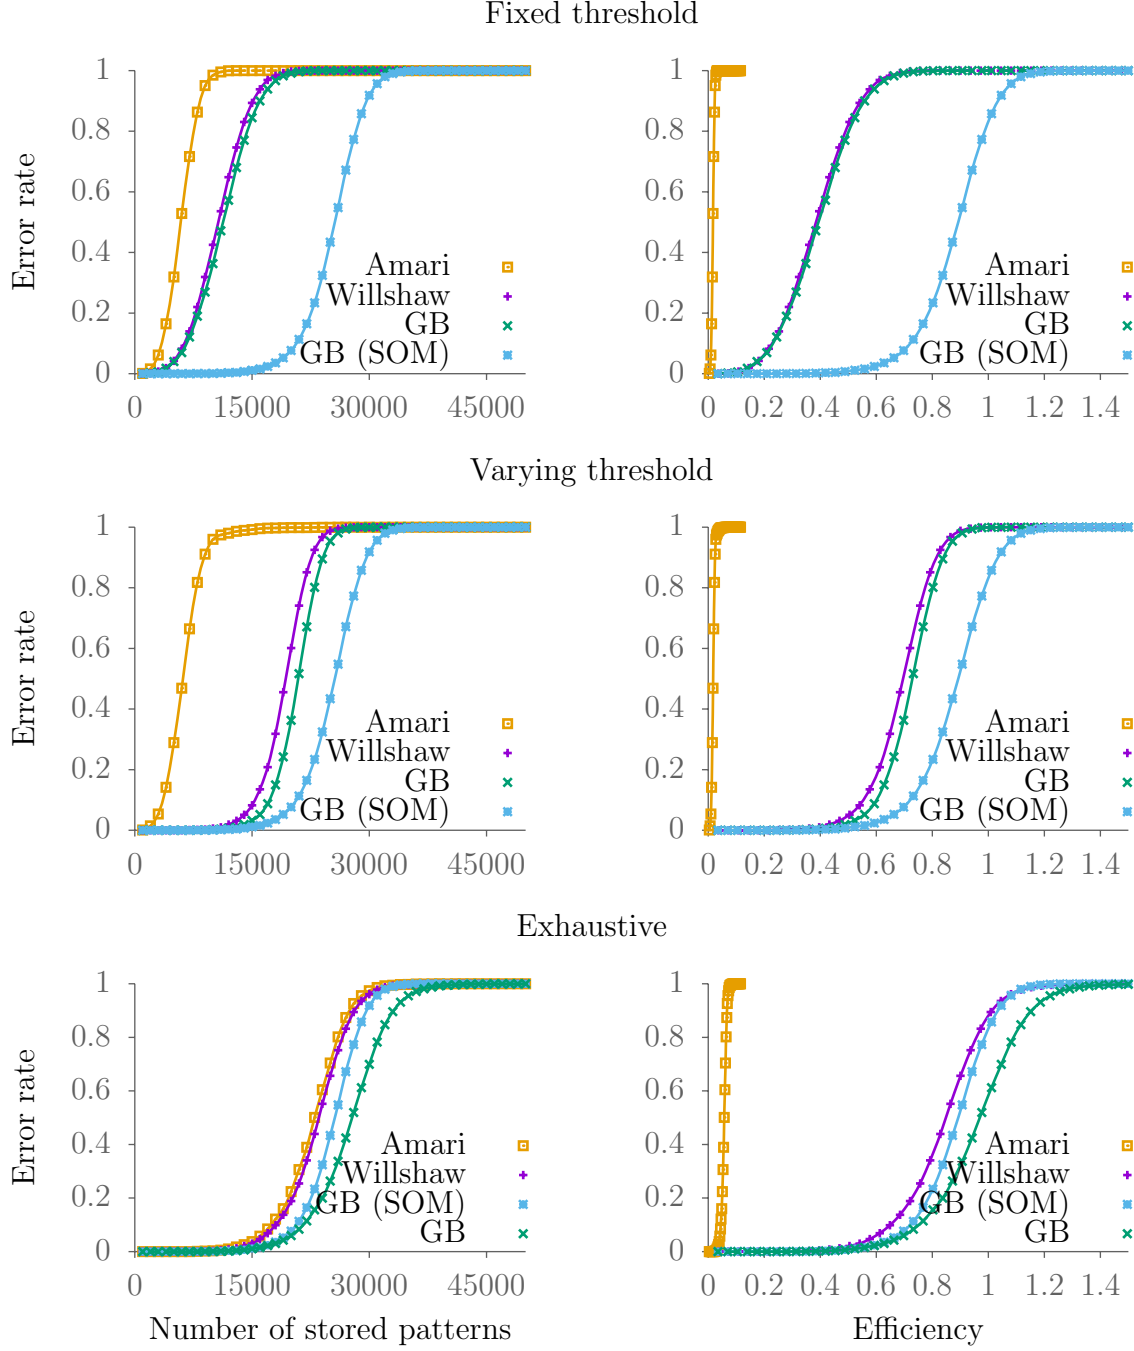 Fixed threshold
Error rate
1
0.8
0.6
0.4
0.2
0
0 15000 30000 45000
Amari
Willshaw
GB
GB (SOM)
1
0.8
0.6
0.4
0.2
0
0 0.2 0.4 0.6 0.8 1 1.2 1.4
Amari
Willshaw
GB
GB (SOM)
Varying threshold
Error rate
1
0.8
0.6
0.4
0.2
0
0 15000 30000 45000
Amari
Willshaw
GB
GB (SOM)
1
0.8
0.6
0.4
0.2
0
0 0.2 0.4 0.6 0.8 1 1.2 1.4
Amari
Willshaw
GB
GB (SOM)
Exhaustive
Error rate
1
0.8
0.6
0.4
0.2
0
0 15000 30000 45000
Amari
Willshaw
GB (SOM)
GB
Number of stored patterns
1
0.8
0.6
0.4
0.2
0
0 0.2 0.4 0.6 0.8 1 1.2 1.4
Amari
Willshaw
GB (SOM)
GB
Efficiency